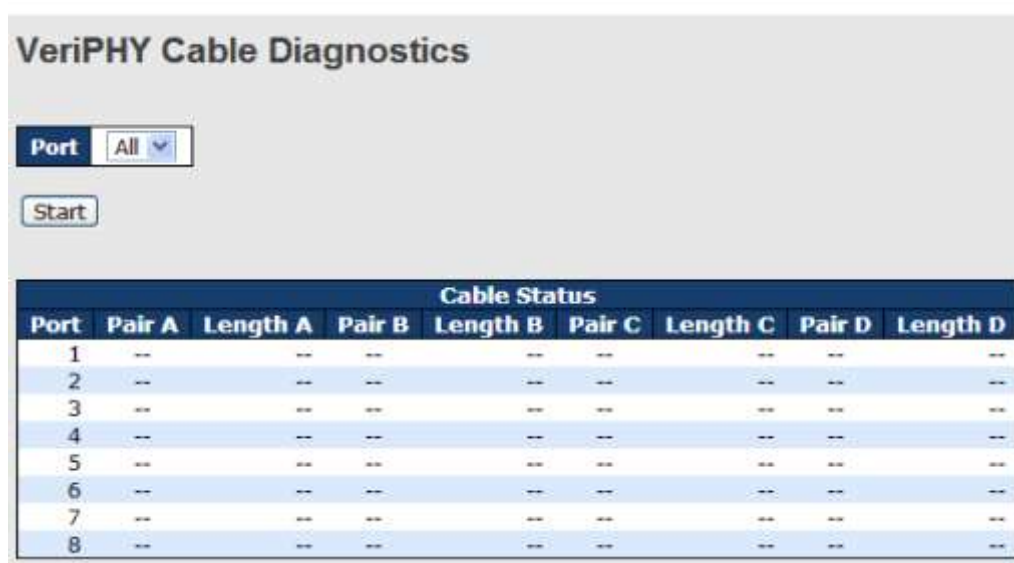 VeriPHY Cable Diagnostics
Port All
Start
Cable Status
Port Pair A Length A Pair B Length B Pair C Length C Pair D Length D
1 -- -- -- -- -- -- -- --
2 -- -- -- -- -- -- -- --
3 -- -- -- -- -- -- -- --
4 -- -- -- -- -- -- -- --
5 -- -- -- -- -- -- -- --
6 -- -- -- -- -- -- -- --
7 -- -- -- -- -- -- -- --
8 -- -- -- -- -- -- -- --